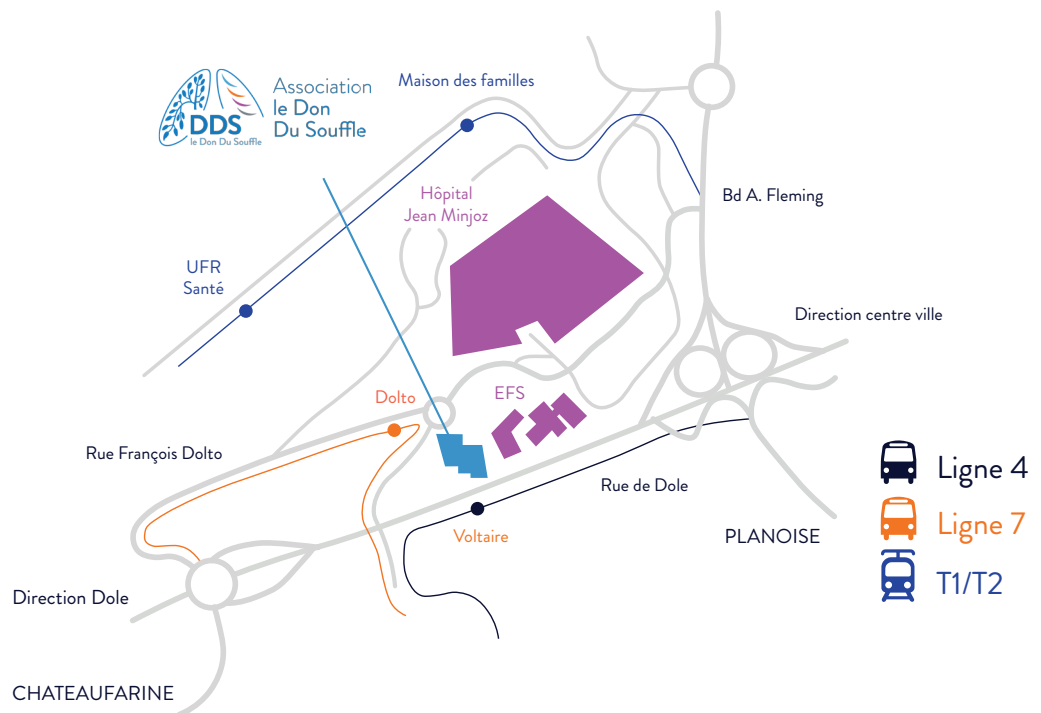 Maison des familles
Association
le Don
Du Souffle
DDS
le Don Du Souffle
Hôpital
Jean Minjoz
Bd A. Fleming
UFR
Santé
Direction centre ville
Dolto
EFS
Rue François Dolto
Ligne 4
Rue de Dole
Ligne 7
Voltaire
PLANOISE
T1/T2
Direction Dole
CHATEAUFARINE